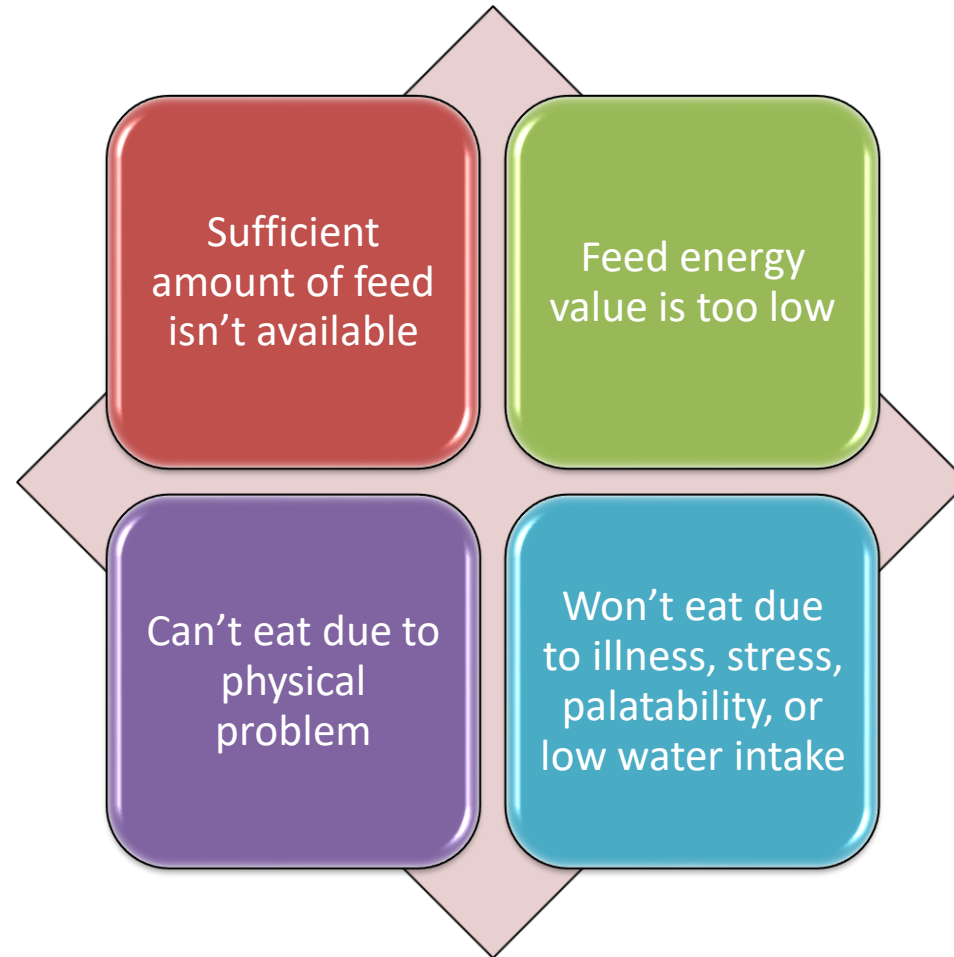 Sufficient
amount of feed
isn’t available
Feed energy
value is too low
Can’t eat due to
physical
problem
Won’t eat due
to illness, stress,
palatability, or
low water intake